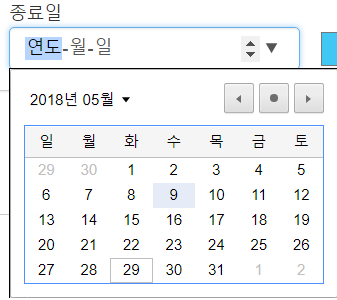 종료일
연도-월-일
2018년 05월
일 월 화 수 목 금 토
29 30 1 2 3 4 5
6 7 8 9 10 11 12
13 14 15 16 17 18 19
20 21 22 23 24 25 26
27 28 29 30 31 1 2